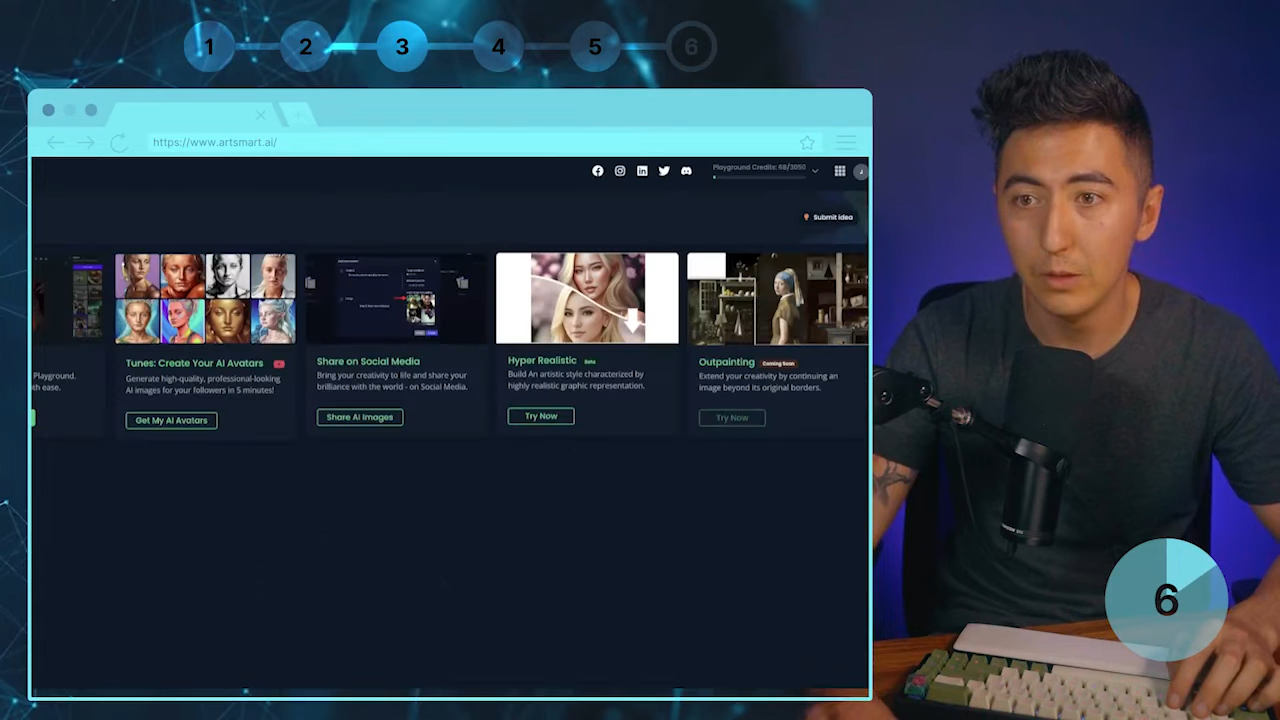 1 2 3 4 5 6
https://www.artsmart.ai/
Playground Credits: 68/3050
Submit Idea
Playground.
th ease.
Tunes: Create Your AI Avatars
Generate high-quality, professional-looking
AI images for your followers in 5 minutes!
Get My AI Avatars
Share on Social Media
Bring your creativity to life and share your
brilliance with the world - on Social Media.
Share AI Images
Hyper Realistic Beta
Build An artistic style characterized by
highly realistic graphic representation.
Try Now
Outpainting Coming Soon
Extend your creativity by continuing an
image beyond its original borders.
Try Now
6